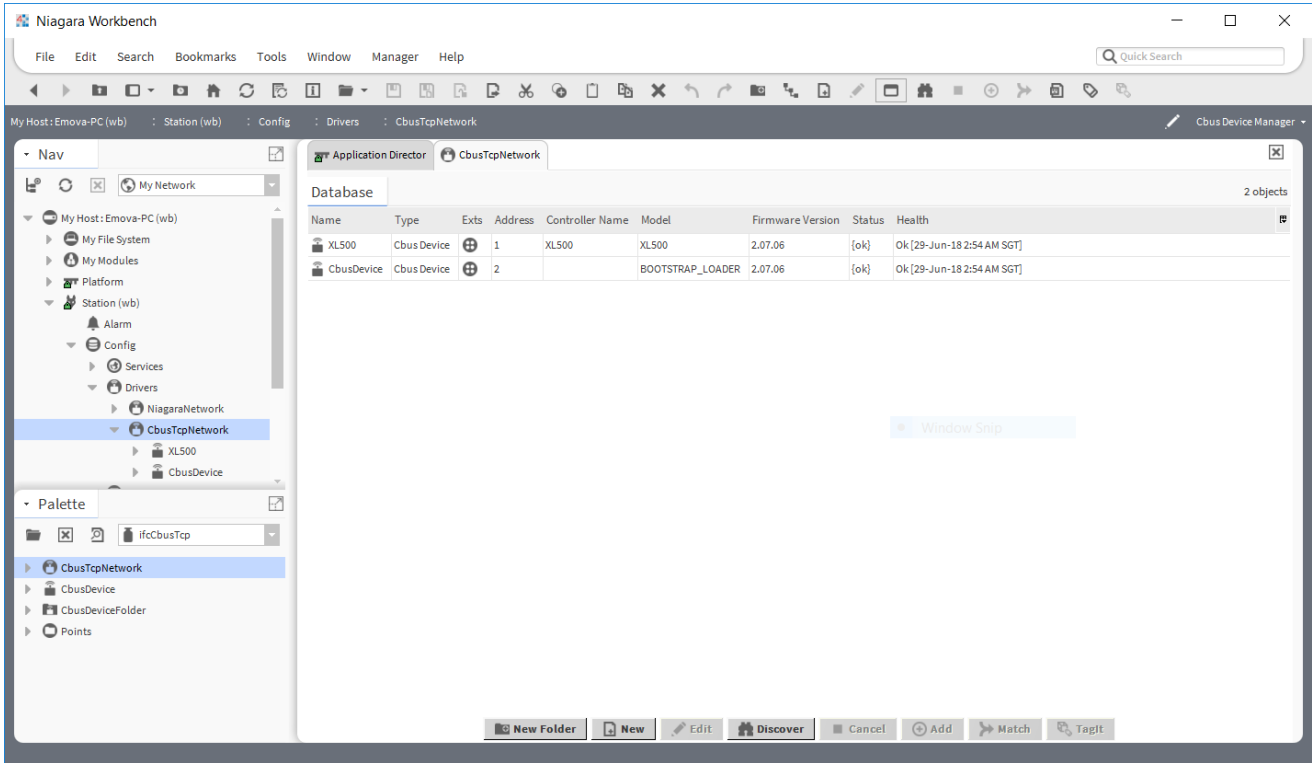 Niagara Workbench
File Edit Search Bookmarks Tools Window Manager Help
Quick Search
My Host : Emova-PC (wb) : Station (wb) : Config : Drivers : CbusTcpNetwork
Cbus Device Manager
Nav
My Network
My Host : Emova-PC (wb)
My File System
My Modules
Platform
Station (wb)
Alarm
Config
Services
Drivers
NiagaraNetwork
CbusTcpNetwork
XL500
CbusDevice
Palette
ifcCbusTcp
CbusTcpNetwork
CbusDevice
CbusDeviceFolder
Points
Application Director CbusTcpNetwork
Database 2 objects
Name Type Exts Address Controller Name Model Firmware Version Status Health
XL500 Cbus Device 1 XL500 XL500 2.07.06 {ok} Ok [29-Jun-18 2:54 AM SGT]
CbusDevice Cbus Device 2 BOOTSTRAP_LOADER 2.07.06 {ok} Ok [29-Jun-18 2:54 AM SGT]
Window Snip
New Folder New Edit Discover Cancel Add Match TagIt